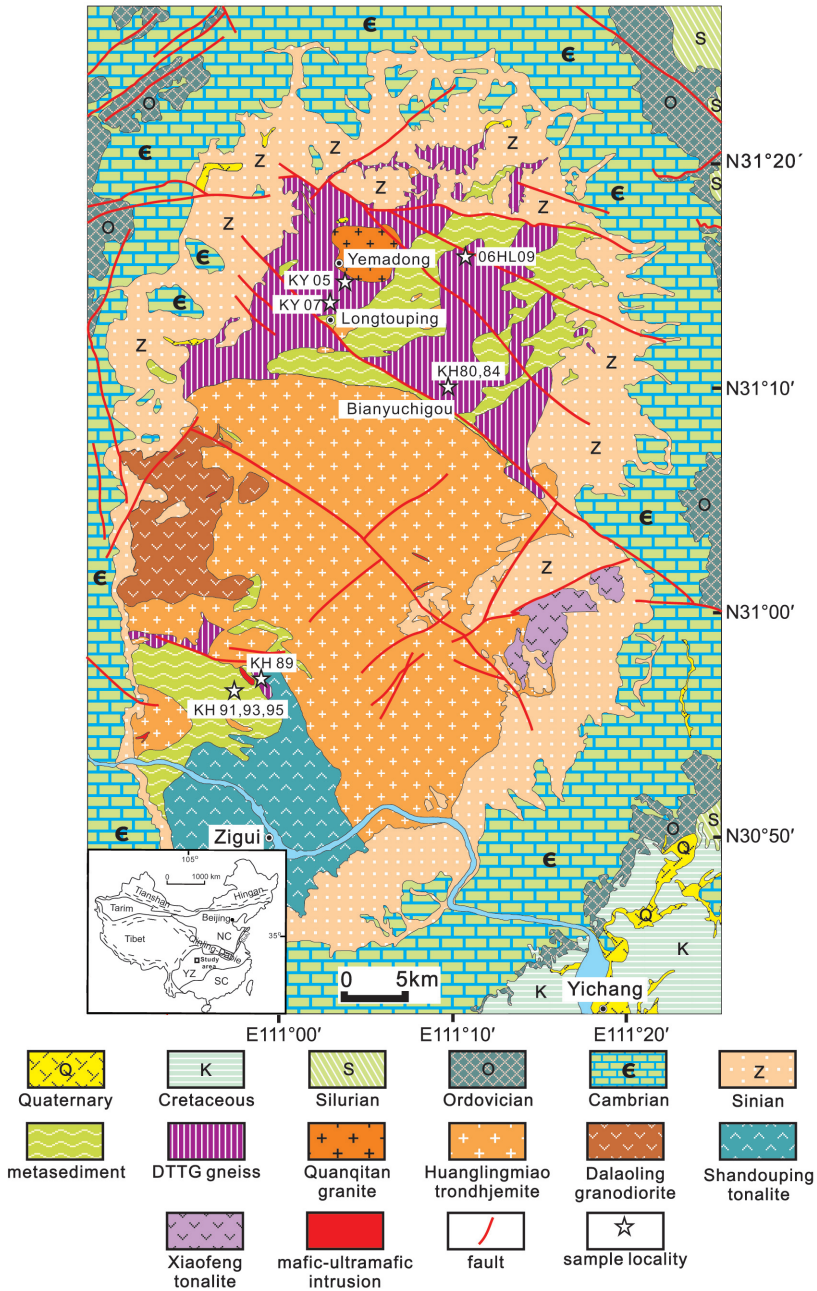 Є
Є
S
O
O
S
Z
Z
Z
Є
N31°20´
Z
S
Є
Z
O
Z
Yemadong
06HL09
Є
KY 05
Є
KY 07
Longtouping
Z
Z
KH80,84
N31°10′
Bianyuchigou
Z
O
Є
Є
Z
N31°00′
KH 89
KH 91,93,95
Є
Zigui
S
O
N30°50′
Q
Є
105°
0 1000 km
Tianshan
Hingan
Tarim
Beijing
NC
35°
Tibet
Qinling-Dabie
Study
area
YZ
SC
Q
K
0 5km
K
Yichang
E111°00′
E111°10′
E111°20′
Q
K
S
O
Є
Z
Quaternary
Cretaceous
Silurian
Ordovician
Cambrian
Sinian
metasediment
DTTG gneiss
Quanqitan
granite
Huanglingmiao
trondhjemite
Dalaoling
granodiorite
Shandouping
tonalite
Xiaofeng
tonalite
mafic-ultramafic
intrusion
fault
sample locality